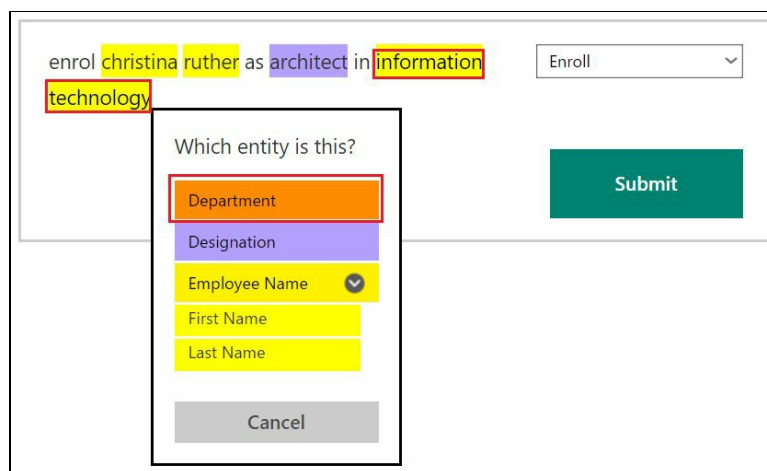 enrol christina ruther as architect in information
technology
Enroll
Submit
Which entity is this?
Department
Designation
Employee Name
First Name
Last Name
Cancel